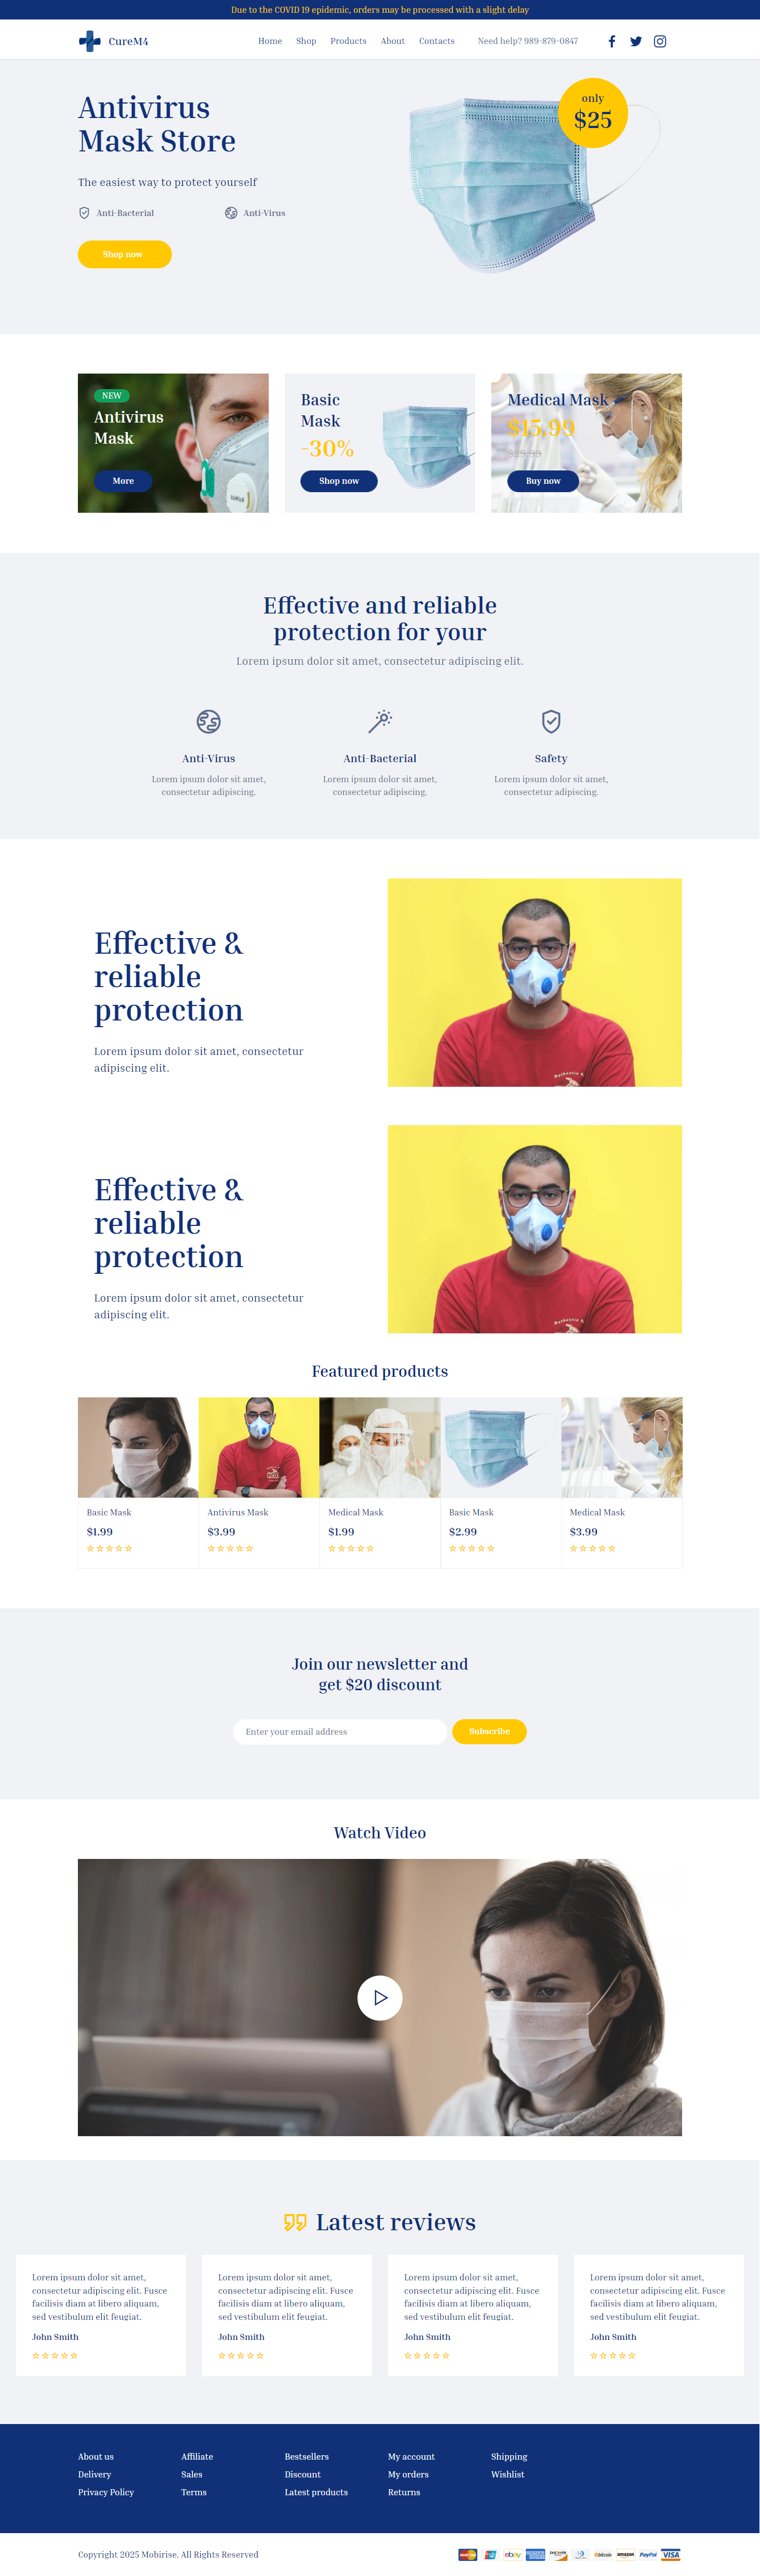 Due to the COVID 19 epidemic, orders may be processed with a slight delay
CureM4
Home Shop Products About Contacts Need help? 989-879-0847
Antivirus
Mask Store
only
$25
The easiest way to protect yourself
Anti-Bacterial Anti-Virus
Shop now
NEW
Antivirus
Mask
More
Basic
Mask
-30%
Shop now
Medical Mask
$15.99
Buy now
Effective and reliable
protection for your
Lorem ipsum dolor sit amet, consectetur adipiscing elit.
Anti-Virus
Lorem ipsum dolor sit amet,
consectetur adipiscing.
Anti-Bacterial
Lorem ipsum dolor sit amet,
consectetur adipiscing.
Safety
Lorem ipsum dolor sit amet,
consectetur adipiscing.
Effective &
reliable
protection
Lorem ipsum dolor sit amet, consectetur
adipiscing elit.
Effective &
reliable
protection
Lorem ipsum dolor sit amet, consectetur
adipiscing elit.
Featured products
Basic Mask
$1.99
Antivirus Mask
$3.99
Medical Mask
$1.99
Basic Mask
$2.99
Medical Mask
$3.99
Join our newsletter and
get $20 discount
Enter your email address
Subscribe
Watch Video
Latest reviews
Lorem ipsum dolor sit amet,
consectetur adipiscing elit. Fusce
facilisis diam at libero aliquam,
sed vestibulum elit feugiat.
John Smith
Lorem ipsum dolor sit amet,
consectetur adipiscing elit. Fusce
facilisis diam at libero aliquam,
sed vestibulum elit feugiat.
John Smith
Lorem ipsum dolor sit amet,
consectetur adipiscing elit. Fusce
facilisis diam at libero aliquam,
sed vestibulum elit feugiat.
John Smith
Lorem ipsum dolor sit amet,
consectetur adipiscing elit. Fusce
facilisis diam at libero aliquam,
sed vestibulum elit feugiat.
John Smith
About us
Delivery
Privacy Policy
Affiliate
Sales
Terms
Bestsellers
Discount
Latest products
My account
My orders
Returns
Shipping
Wishlist
Copyright 2025 Mobirise. All Rights Reserved
ebay
bitcoin
amazon
PayPal
VISA